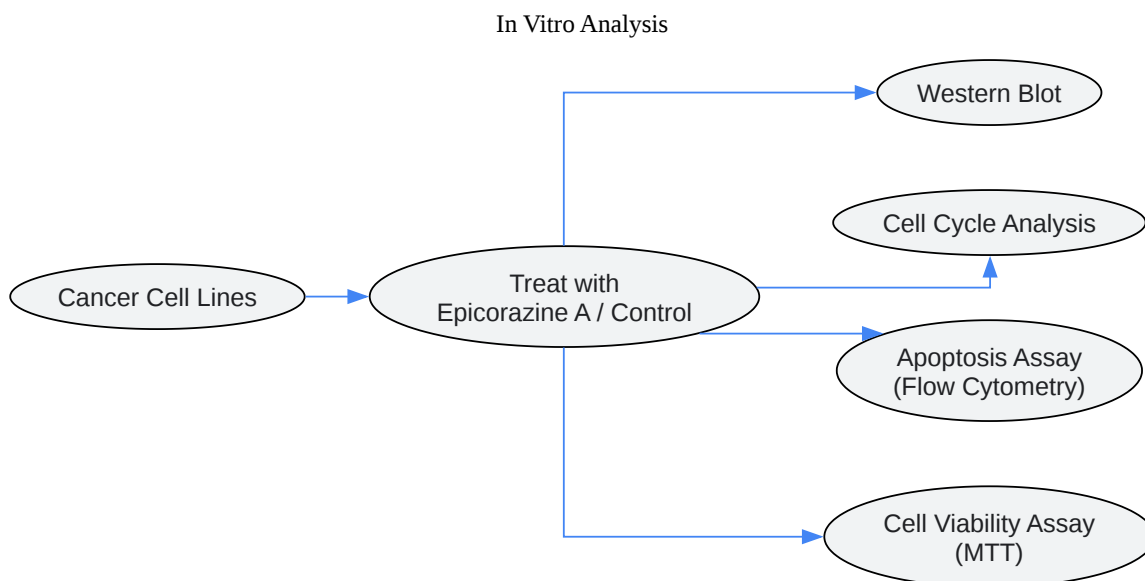 In Vitro Analysis
Western Blot
Cell Cycle Analysis
Cancer Cell Lines
Treat with
Epicorazine A / Control
Apoptosis Assay
(Flow Cytometry)
Cell Viability Assay
(MTT)